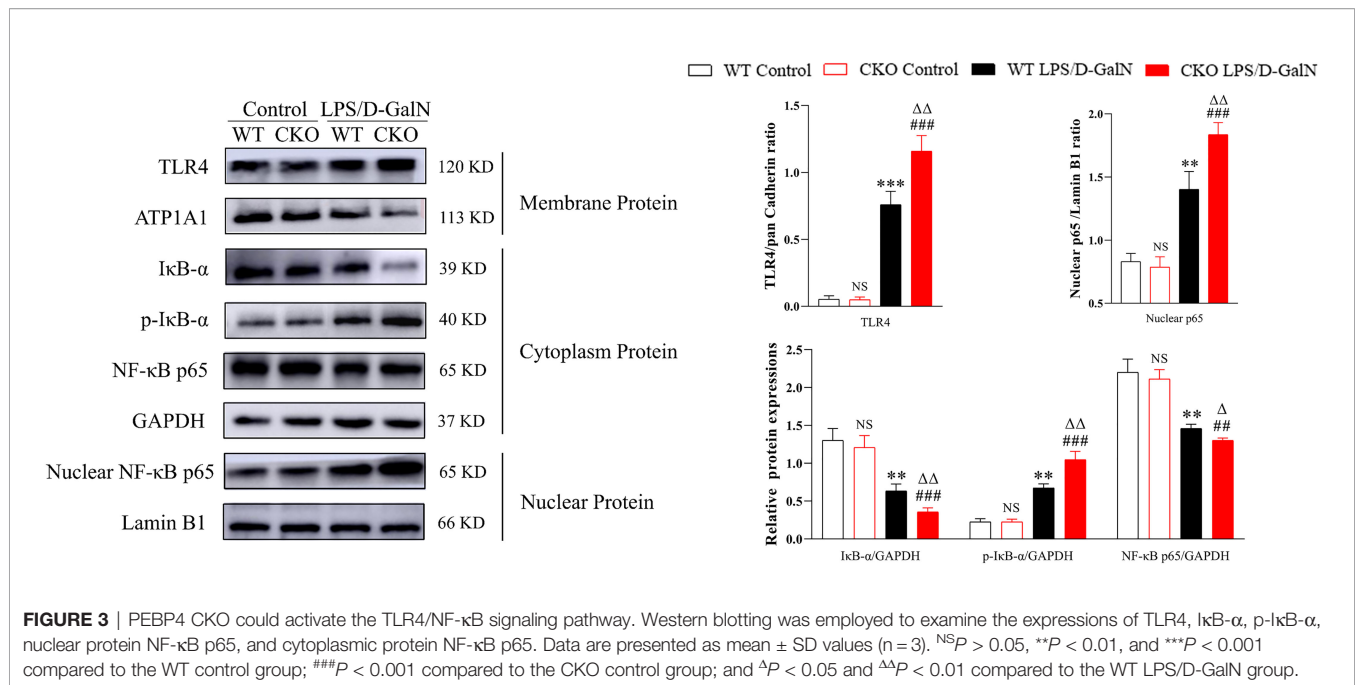 WT Control CKO Control WT LPS/D-GalN CKO LPS/D-GalN
Control LPS/D-GalN
WT CKO WT CKO
TLR4 120 KD
ATP1A1 113 KD
Membrane Protein
IκB-α 39 KD
p-IκB-α 40 KD
NF-κB p65 65 KD
GAPDH 37 KD
Cytoplasm Protein
Nuclear NF-κB p65 65 KD
Lamin B1 66 KD
Nuclear Protein
TLR4/pan Cadherin ratio
1.5
1.0
0.5
0.0
NS
***
ΔΔ
###
TLR4
Nuclear p65 /Lamin B1 ratio
2.0
1.5
1.0
0.5
NS
**
ΔΔ
###
Nuclear p65
Relative protein expressions
2.5
2.0
1.5
1.0
0.5
0.0
NS
**
ΔΔ
###
NS
**
ΔΔ
###
NS
**
Δ
##
IκB-α/GAPDH p-IκB-α/GAPDH NF-κB p65/GAPDH
FIGURE 3 | PEBP4 CKO could activate the TLR4/NF-κB signaling pathway. Western blotting was employed to examine the expressions of TLR4, IκB-α, p-IκB-α,
nuclear protein NF-κB p65, and cytoplasmic protein NF-κB p65. Data are presented as mean ± SD values (n = 3). NSP > 0.05, **P < 0.01, and ***P < 0.001
compared to the WT control group; ###P < 0.001 compared to the CKO control group; and ΔP < 0.05 and ΔΔP < 0.01 compared to the WT LPS/D-GalN group.